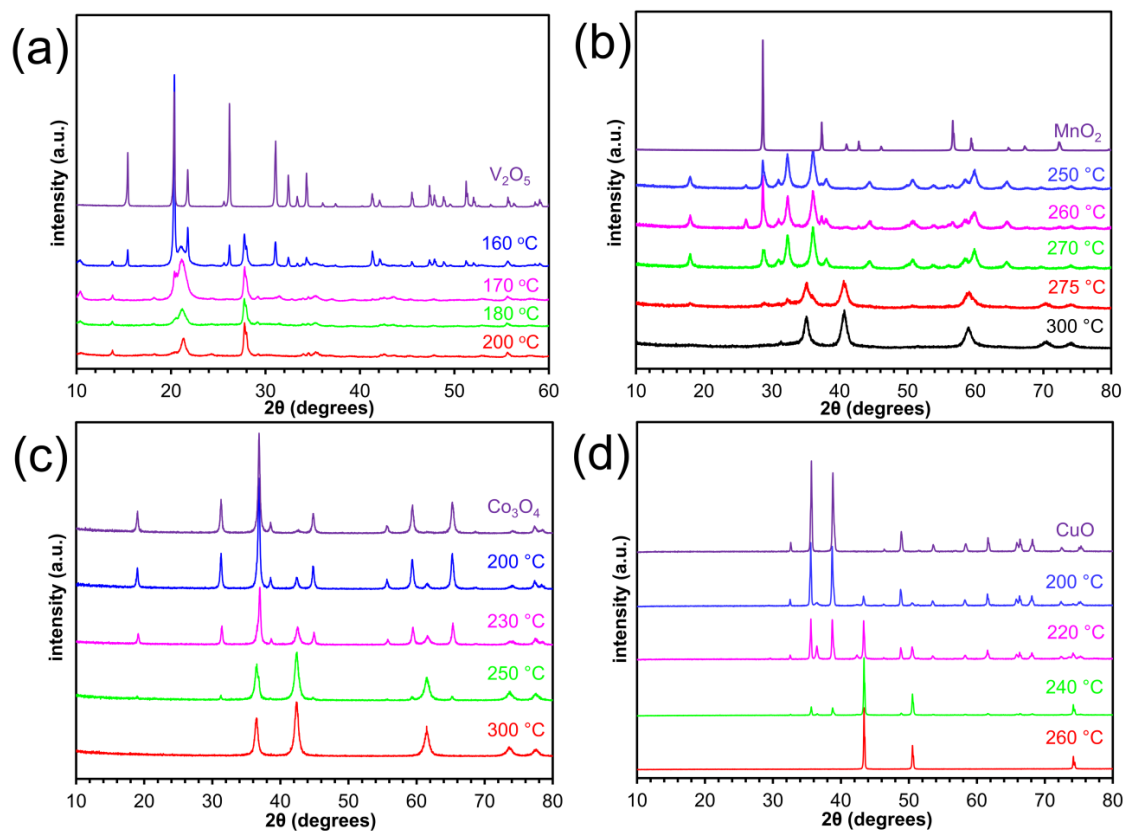 (a)
intensity (a.u.)
V₂O₅
160 ºC
170 ºC
180 ºC
200 ºC
10 20 30 40 50 60
2θ (degrees)
(b)
intensity (a.u.)
MnO₂
250 °C
260 °C
270 °C
275 °C
300 °C
10 20 30 40 50 60 70 80
2θ (degrees)
(c)
intensity (a.u.)
Co₃O₄
200 °C
230 °C
250 °C
300 °C
10 20 30 40 50 60 70 80
2θ (degrees)
(d)
intensity (a.u.)
CuO
200 °C
220 °C
240 °C
260 °C
10 20 30 40 50 60 70 80
2θ (degrees)